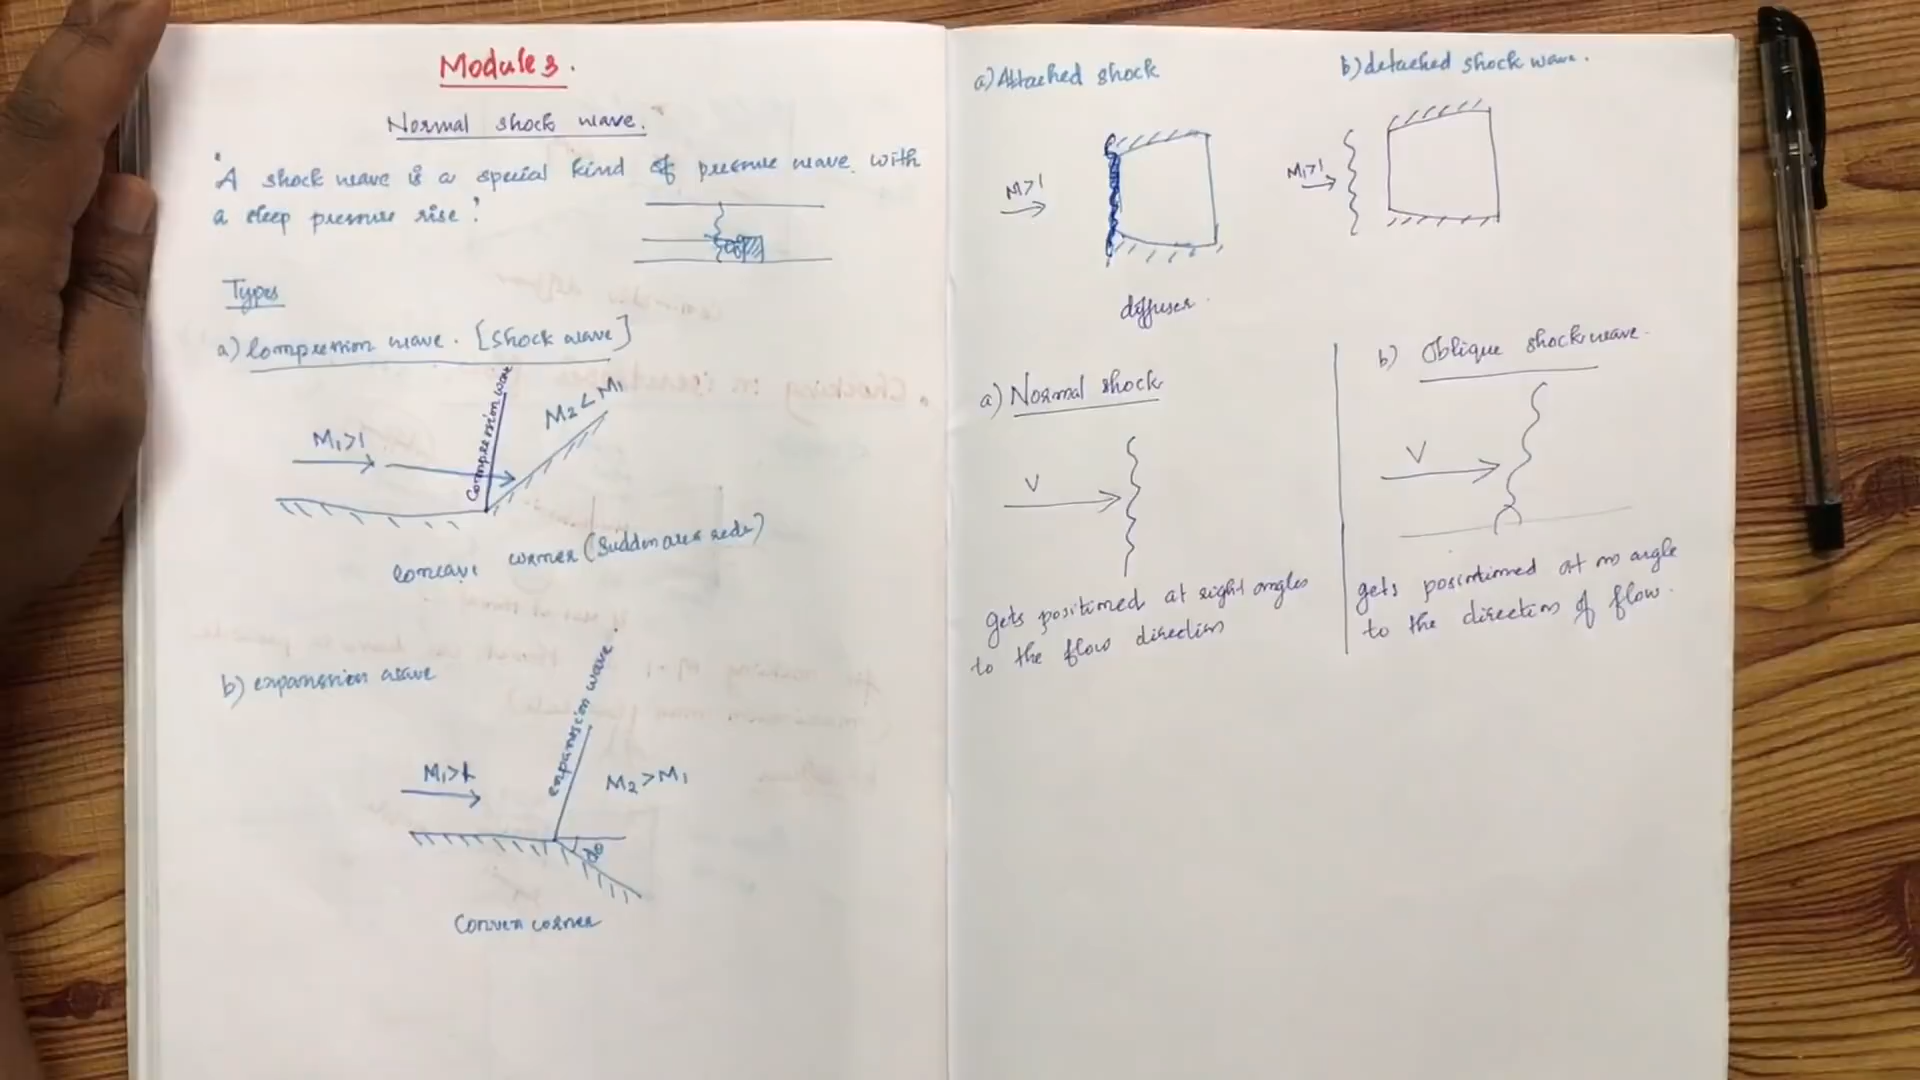 Module 3.
Normal shock wave.
"A shock wave is a special kind of pressure wave with
a steep pressure rise"
Types
a) Compression wave. [Shock wave]
Compression wave
M2 < M1
M1>1
Concave corner (Sudden area redn)
b) expansion wave
expansion wave.
M1>1
M2 > M1
dθ
Convex corner
a) Attached shock
M>1
diffuser.
b) detached shock wave.
M1>1
a) Normal shock
V
gets positioned at right angles
to the flow direction
b) Oblique shock wave.
V
gets positioned at an angle
to the direction of flow.